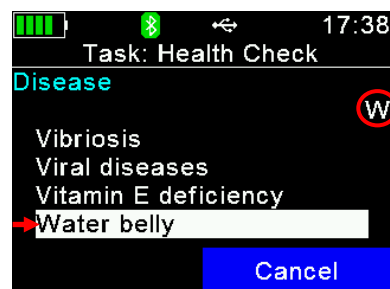 17:38
Task: Health Check
Disease
W
Vibriosis
Viral diseases
Vitamin E deficiency
Water belly
Cancel